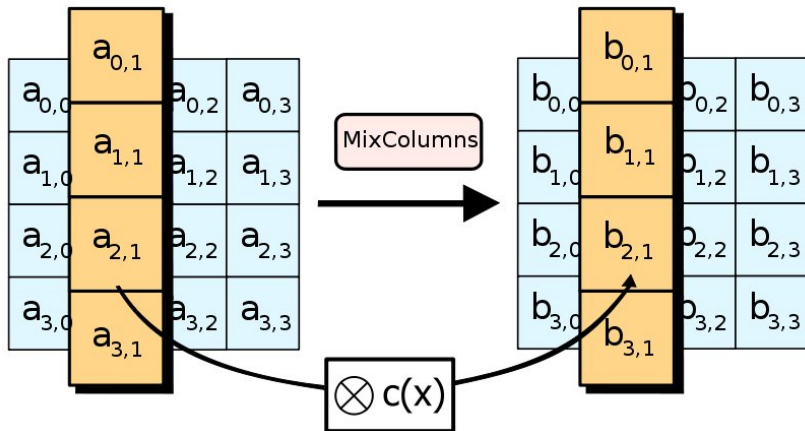 a0,0 a0,1 a0,2 a0,3
a1,0 a1,1 a1,2 a1,3
a2,0 a2,1 a2,2 a2,3
a3,0 a3,1 a3,2 a3,3
MixColumns
b0,0 b0,1 b0,2 b0,3
b1,0 b1,1 b1,2 b1,3
b2,0 b2,1 b2,2 b2,3
b3,0 b3,1 b3,2 b3,3
⊗ c(x)